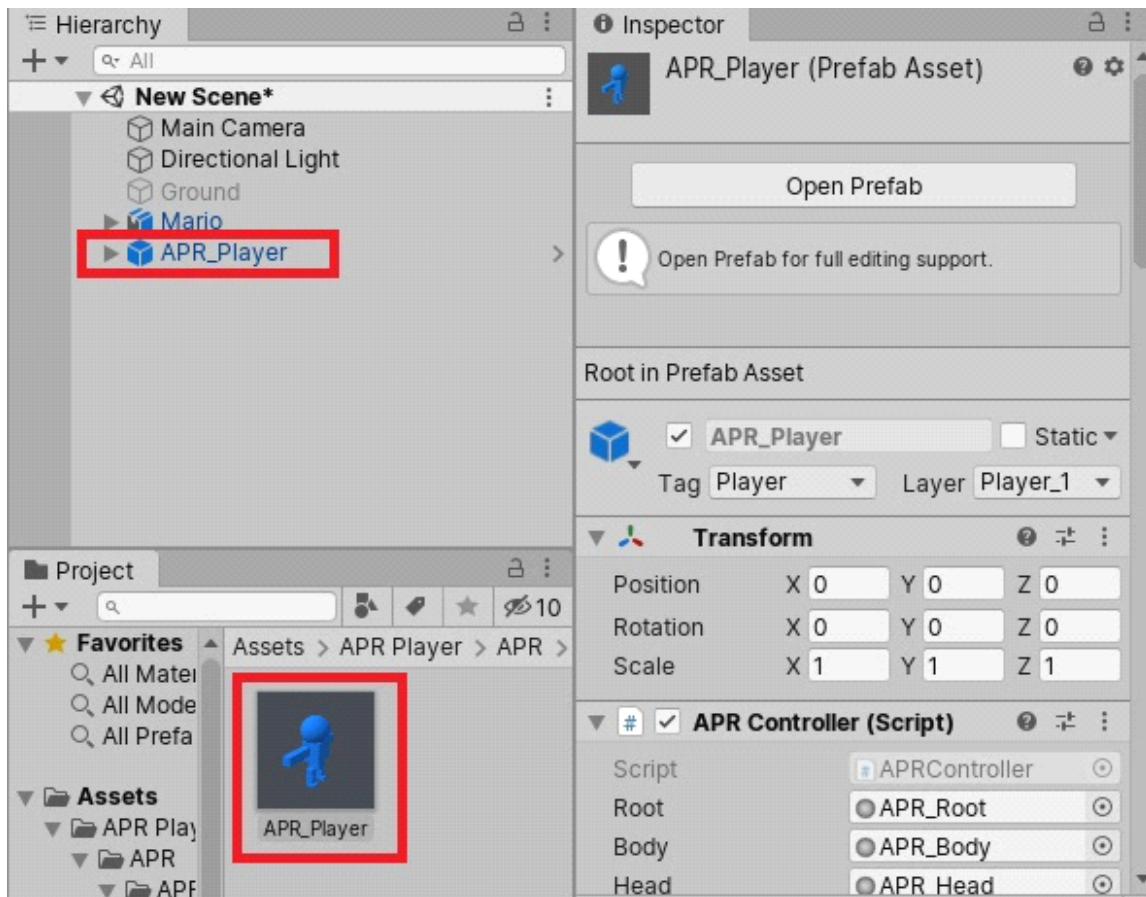 Hierarchy
All
New Scene*
Main Camera
Directional Light
Ground
Mario
APR_Player
Project
10
Favorites
All Mater
All Mode
All Prefa
Assets
APR Play
APR
APF
Assets > APR Player > APR >
APR_Player
Inspector
APR_Player (Prefab Asset)
Open Prefab
Open Prefab for full editing support.
Root in Prefab Asset
APR_Player Static
Tag Player Layer Player_1
Transform
Position X 0 Y 0 Z 0
Rotation X 0 Y 0 Z 0
Scale X 1 Y 1 Z 1
# APR Controller (Script)
Script # APRController
Root APR_Root
Body APR_Body
Head APR_Head